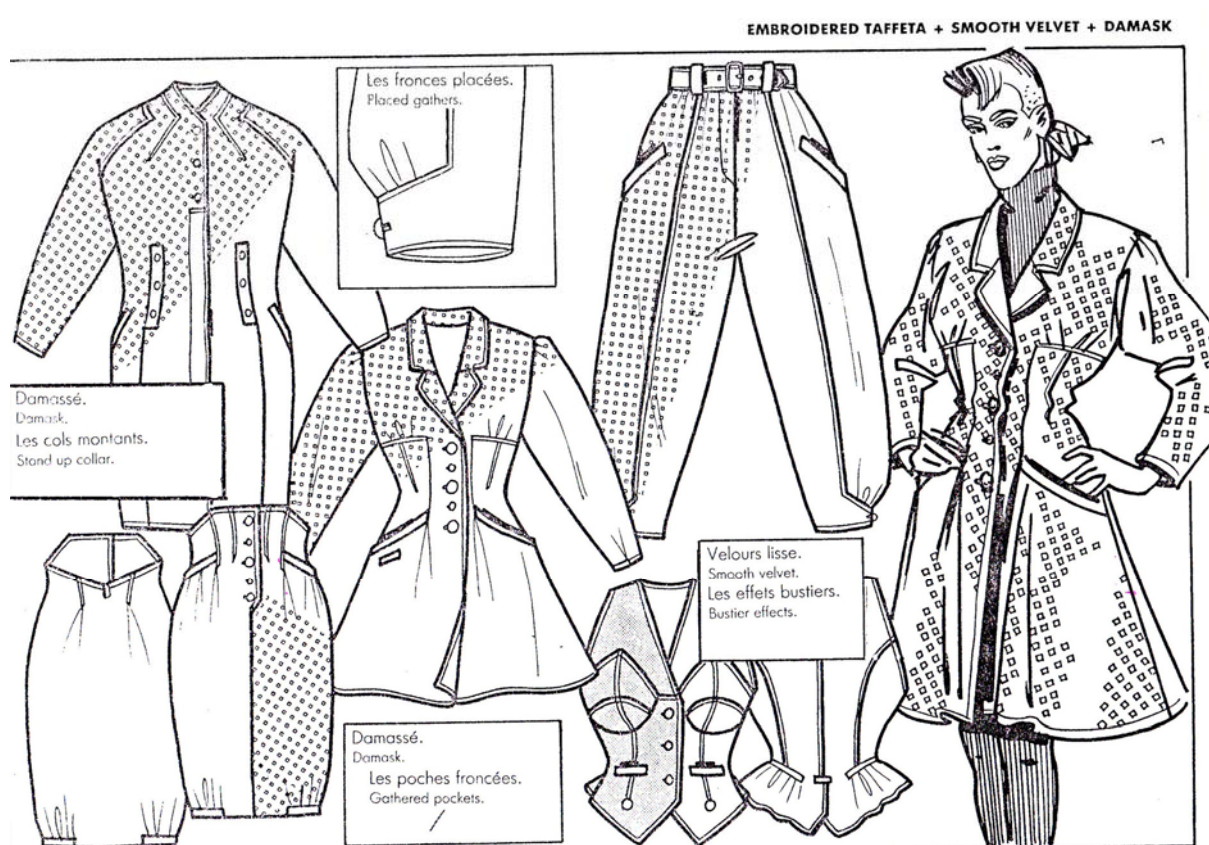 EMBROIDERED TAFFETA + SMOOTH VELVET + DAMASK
Les fronces placées.
Placed gathers.
Damassé.
Damask.
Les cols montants.
Stand up collar.
Velours lisse.
Smooth velvet.
Les effets bustiers.
Bustier effects.
Damassé.
Damask.
Les poches froncées.
Gathered pockets.